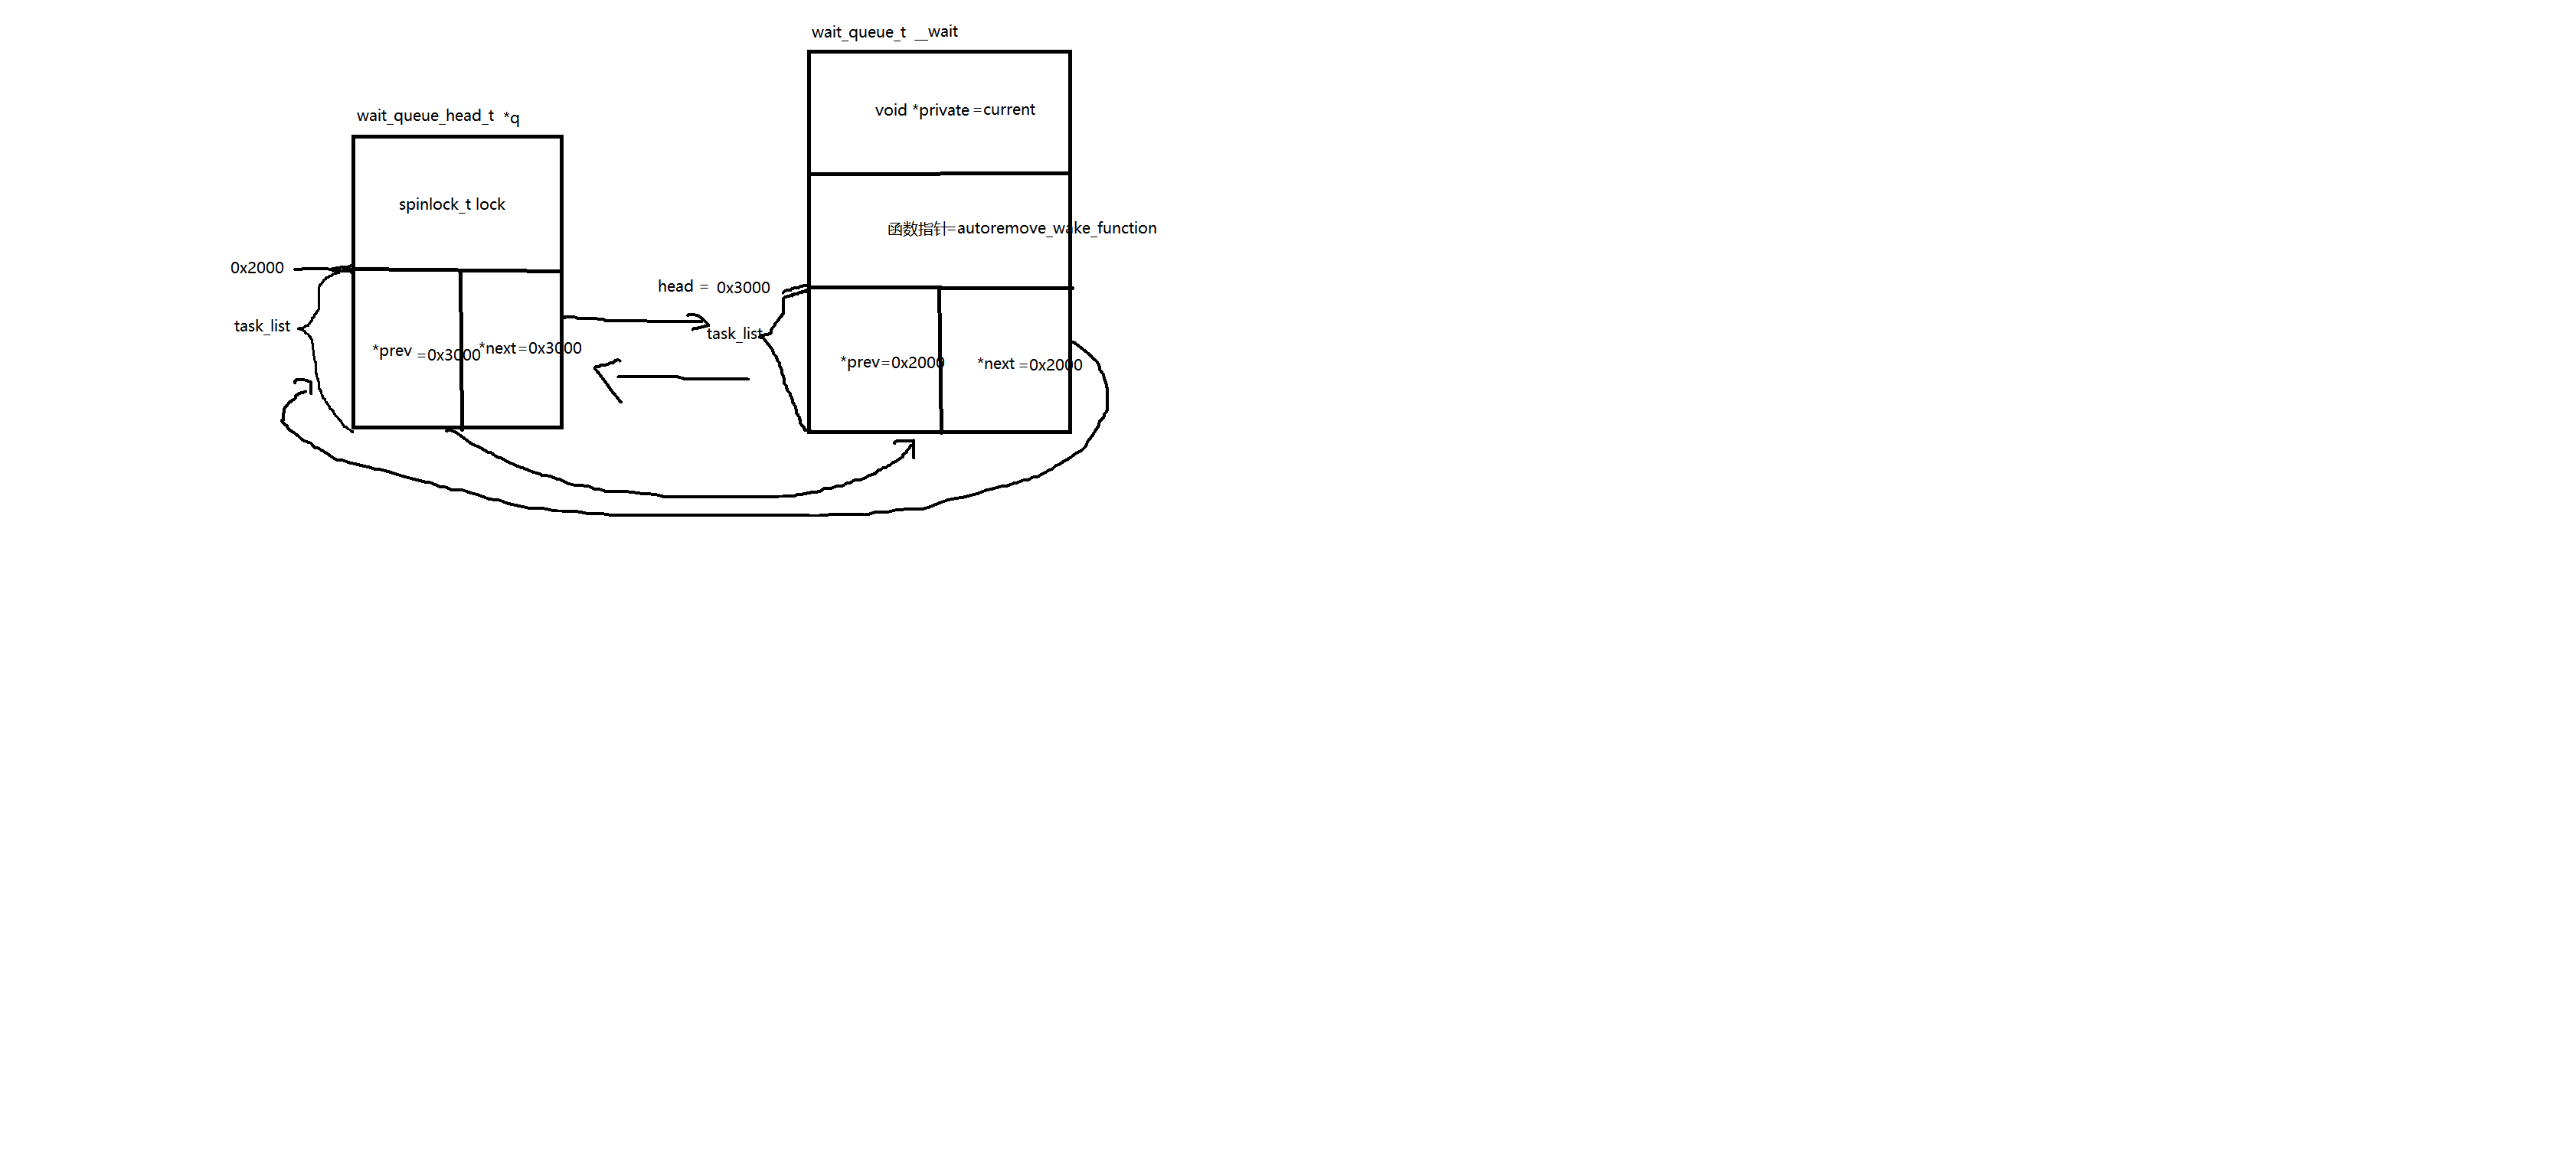 wait_queue_t __wait
void *private =current
wait_queue_head_t *q
spinlock_t lock
函数指针=autoremove_wake_function
0x2000
head = 0x3000
task_list
task_list
*prev =0x3000
*next=0x3000
*prev=0x2000
*next =0x2000